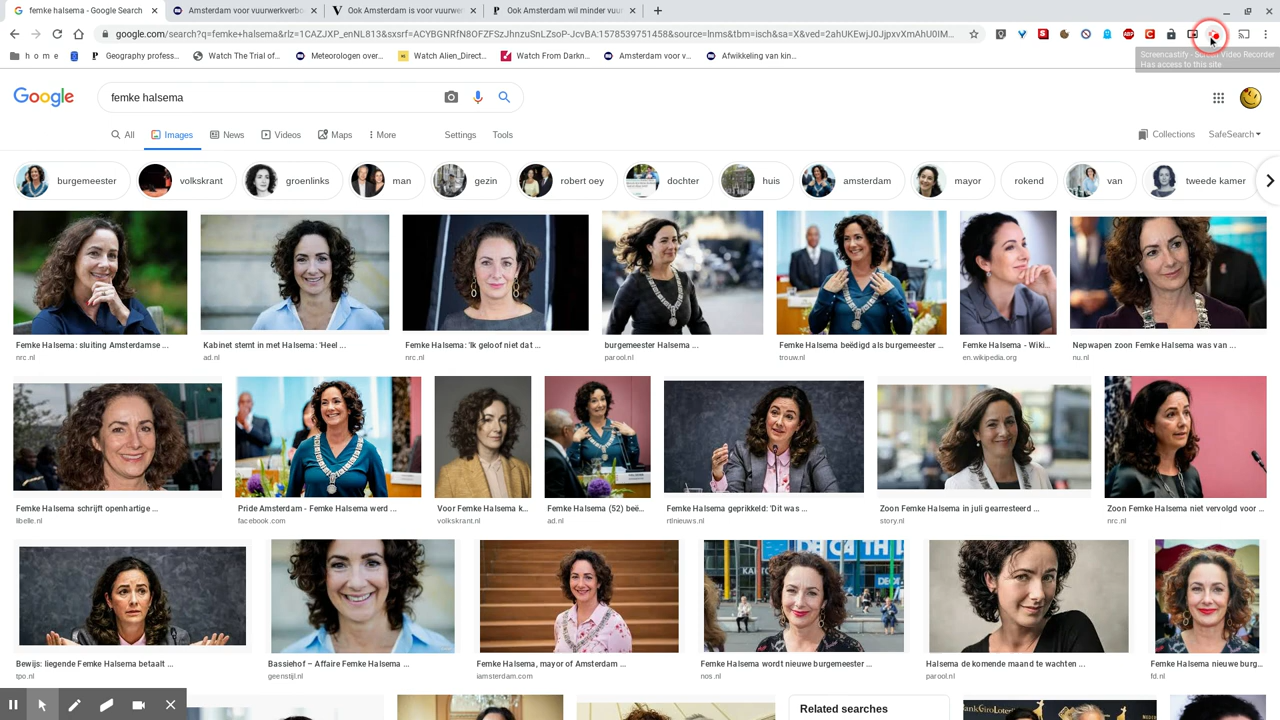 femke halsema - Google Search
Amsterdam voor vuurwerkverbo
Ook Amsterdam is voor vuurwer
Ook Amsterdam wil minder vuur
google.com/search?q=femke+halsema&rlz=1CAZJXP_enNL813&sxsrf=ACYBGNRfN8OFZFSzJhnzuSnLZsoP-JcvBA:1578539751458&source=lnms&tbm=isch&sa=X&ved=2ahUKEwjJ0JjpxvXmAhU0IM...
h o m e
Geography profess...
Watch The Trial of...
Meteorologen over...
Watch Silent_Direct...
Watch From Darkn...
Amsterdam voor v...
Afwikkeling van kin...
Screencastify - Screen Video Recorder
Has access to this site
Google
femke halsema
All
Images
News
Videos
Maps
More
Settings
Tools
Collections
SafeSearch
burgemeester
volkskrant
groenlinks
man
gezin
robert oey
dochter
huis
amsterdam
mayor
rokend
van
tweede kamer
Femke Halsema: sluiting Amsterdamse ...
nrc.nl
Kabinet stemt in met Halsema: 'Heel ...
ad.nl
Femke Halsema: 'Ik geloof niet dat ...
nrc.nl
burgemeester Halsema ...
parool.nl
Femke Halsema beëdigd als burgemeester ...
trouw.nl
Femke Halsema - Wiki...
en.wikipedia.org
Nepwapen zoon Femke Halsema was van ...
nu.nl
Femke Halsema schrijft openhartige ...
libelle.nl
Pride Amsterdam - Femke Halsema werd ...
facebook.com
Voor Femke Halsema k...
volkskrant.nl
Femke Halsema (52) beë...
ad.nl
Femke Halsema geprikkeld: 'Dit was ...
rtlnieuws.nl
Zoon Femke Halsema in juli gearresteerd ...
story.nl
Zoon Femke Halsema niet vervolgd voor ...
nrc.nl
Bewijs: liegende Femke Halsema betaalt ...
tpo.nl
Bassiehof – Affaire Femke Halsema ...
geenstijl.nl
Femke Halsema, mayor of Amsterdam ...
iamsterdam.com
Femke Halsema wordt nieuwe burgemeester ...
nos.nl
Halsema de komende maand te wachten ...
parool.nl
Femke Halsema nieuwe burg...
fd.nl
Related searches